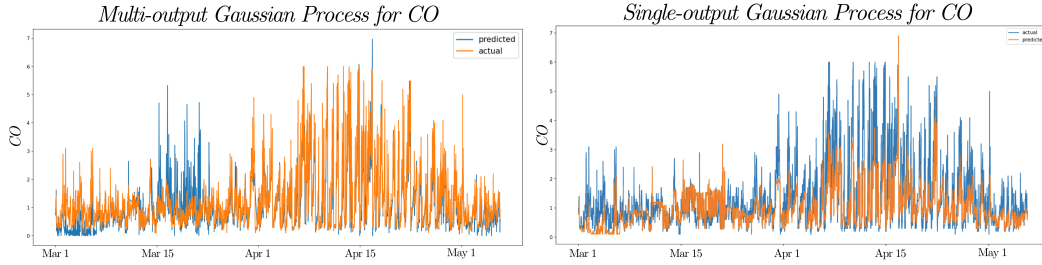 Multi-output Gaussian Process for CO
predicted
actual
CO
7
6
5
4
3
2
1
0
Mar 1
Mar 15
Apr 1
Apr 15
May 1
Single-output Gaussian Process for CO
actual
predicted
CO
7
6
5
4
3
2
1
0
Mar 1
Mar 15
Apr 1
Apr 15
May 1